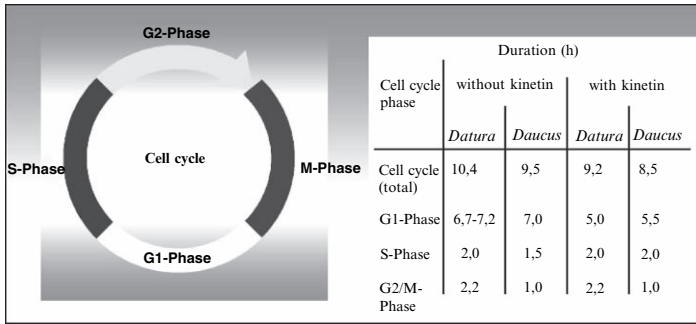 G2-Phase
S-Phase
Cell cycle
M-Phase
G1-Phase
Duration (h)
Cell cycle phase without kinetin with kinetin
Datura Daucus Datura Daucus
Cell cycle (total) 10,4 9,5 9,2 8,5
G1-Phase 6,7-7,2 7,0 5,0 5,5
S-Phase 2,0 1,5 2,0 2,0
G2/M-Phase 2,2 1,0 2,2 1,0